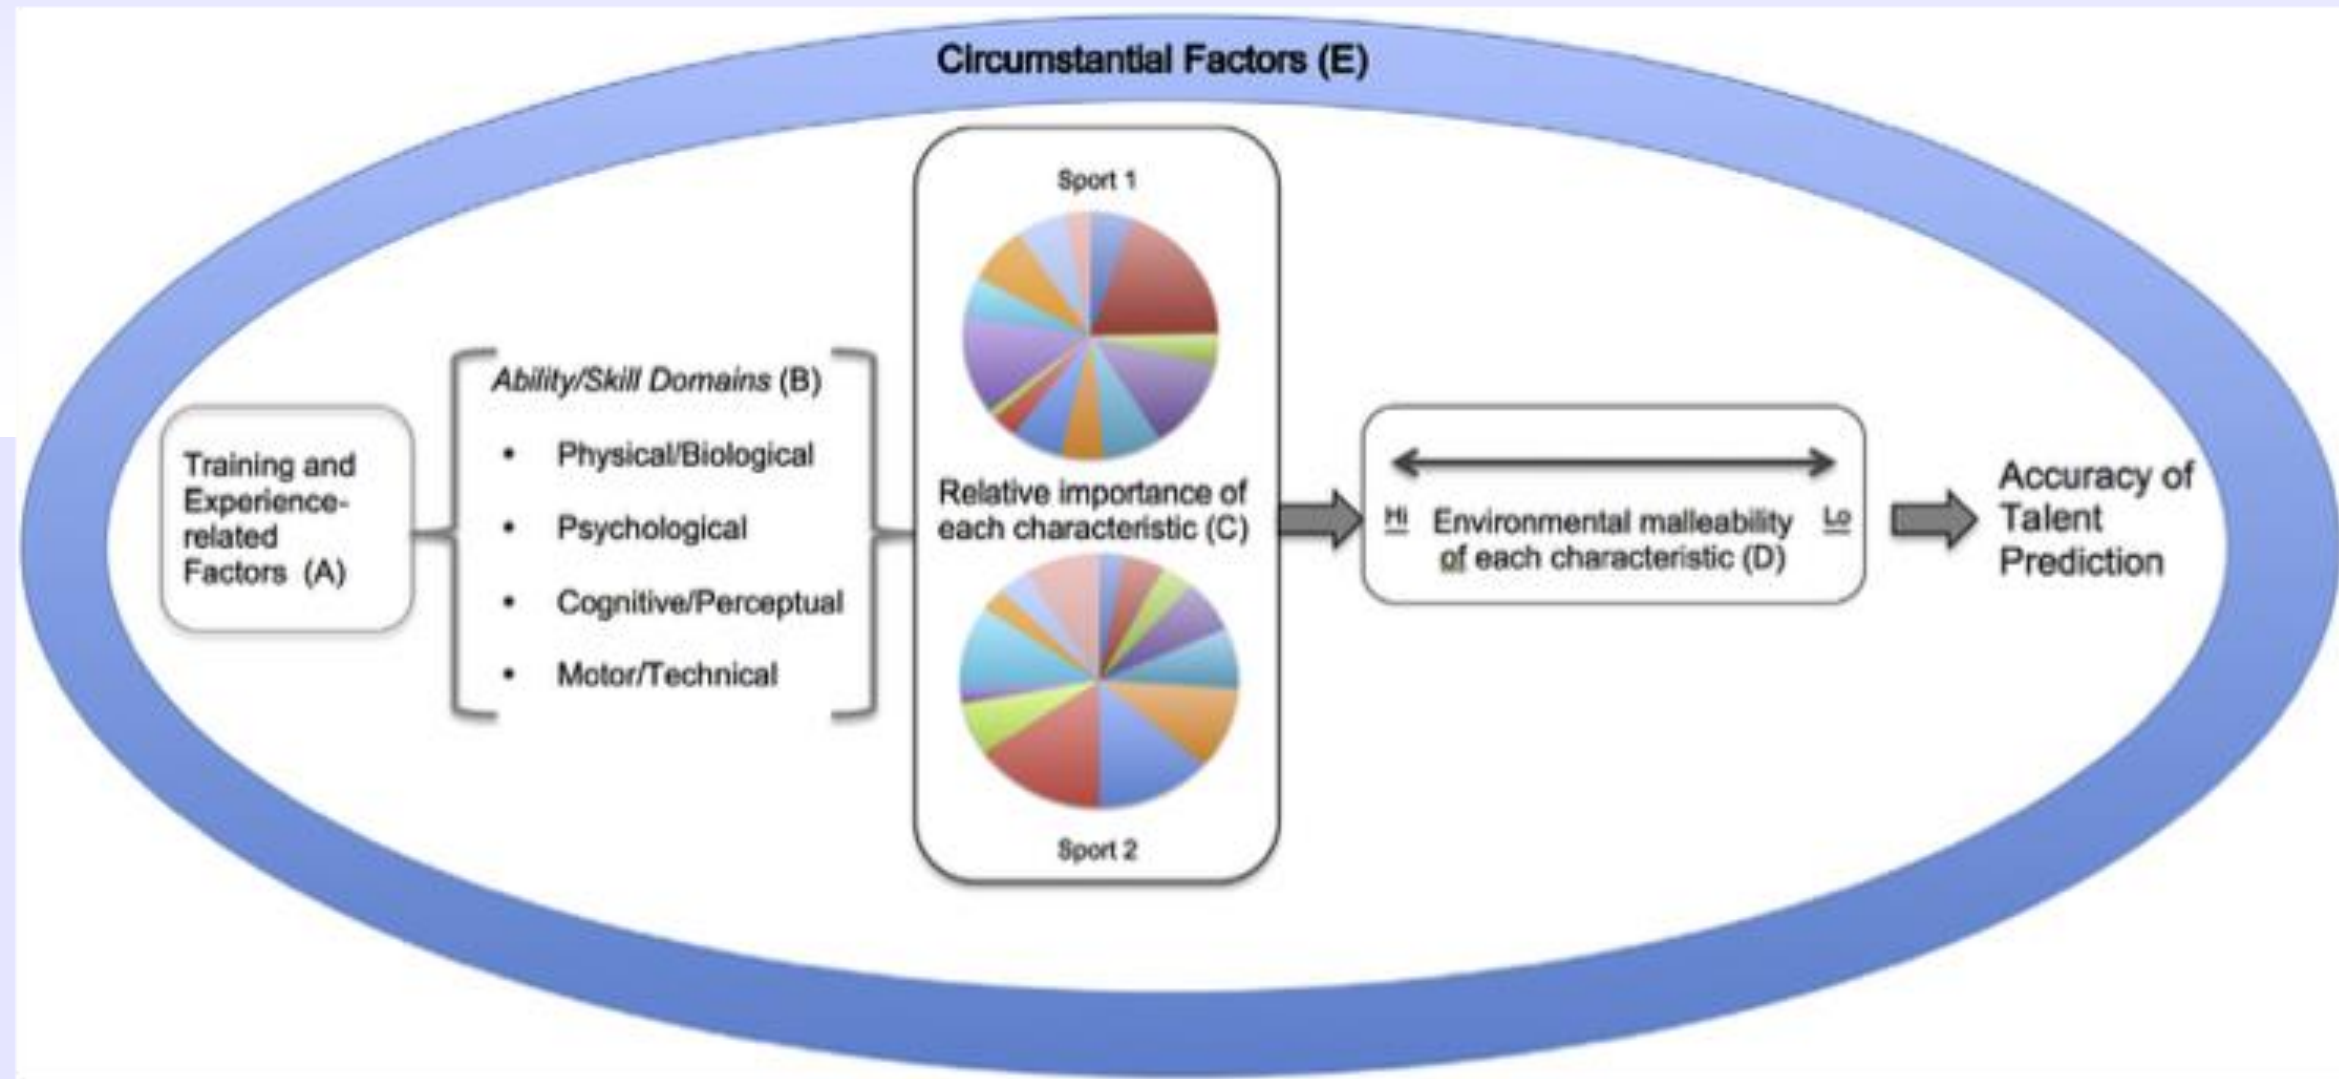 Circumstantial Factors (E)
Training and
Experience-
related
Factors (A)
Ability/Skill Domains (B)
• Physical/Biological
• Psychological
• Cognitive/Perceptual
• Motor/Technical
Sport 1
Relative importance of
each characteristic (C)
Sport 2
Hi Environmental malleability Lo
of each characteristic (D)
Accuracy of
Talent
Prediction